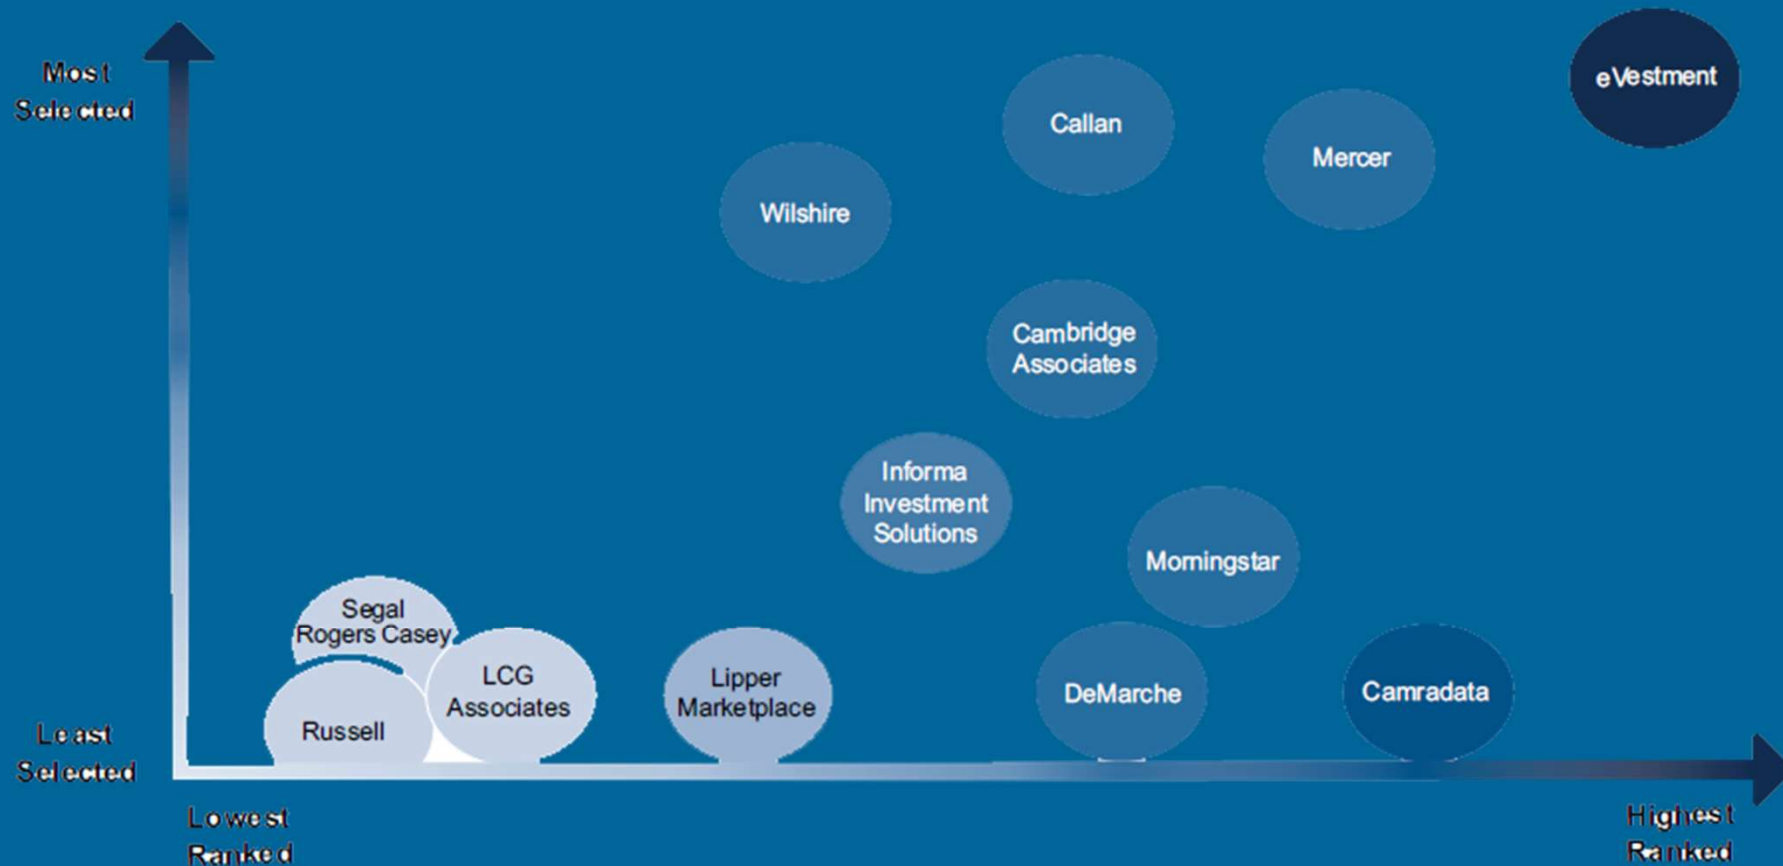 Most
Selected
eVestment
Callan
Mercer
Wilshire
Cambridge
Associates
Informa
Investment
Solutions
Morningstar
Segal
Rogers Casey
LCG
Associates
Lipper
Marketplace
DeMarche
Camradata
Russell
Least
Selected
Lowest
Ranked
Highest
Ranked